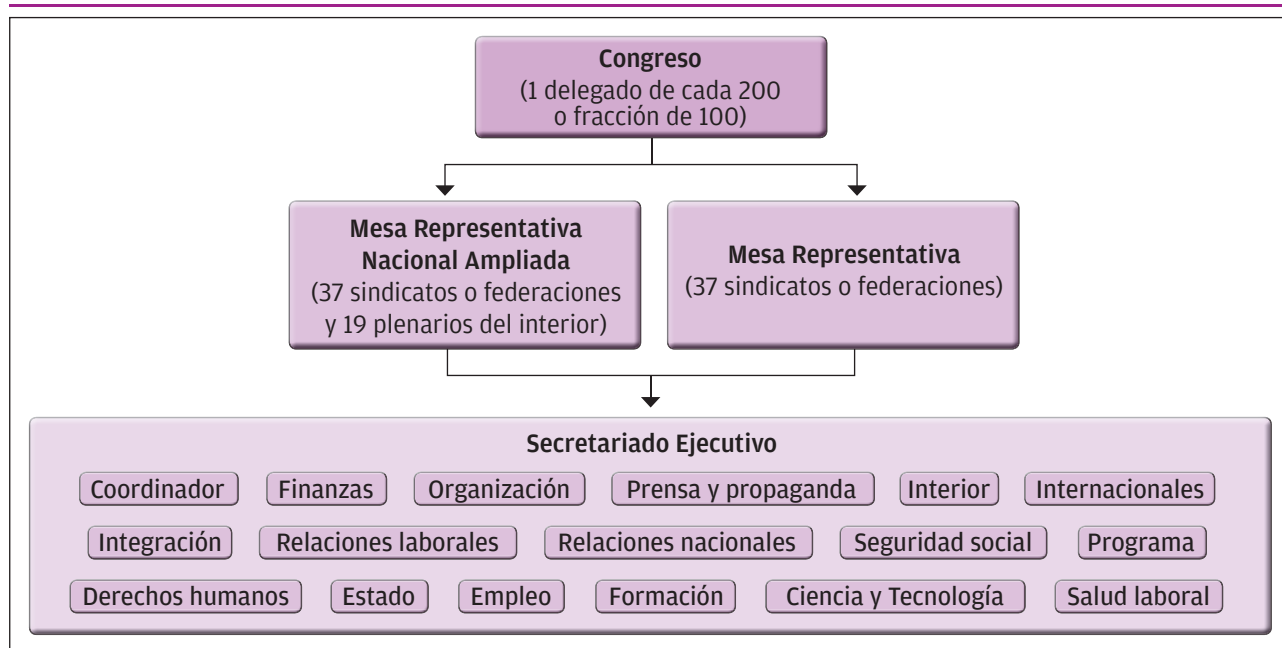 Congreso
(1 delegado de cada 200
o fracción de 100)
Mesa Representativa
Nacional Ampliada
(37 sindicatos o federaciones
y 19 plenarios del interior)
Mesa Representativa
(37 sindicatos o federaciones)
Secretariado Ejecutivo
Coordinador Finanzas Organización Prensa y propaganda Interior Internacionales
Integración Relaciones laborales Relaciones nacionales Seguridad social Programa
Derechos humanos Estado Empleo Formación Ciencia y Tecnología Salud laboral